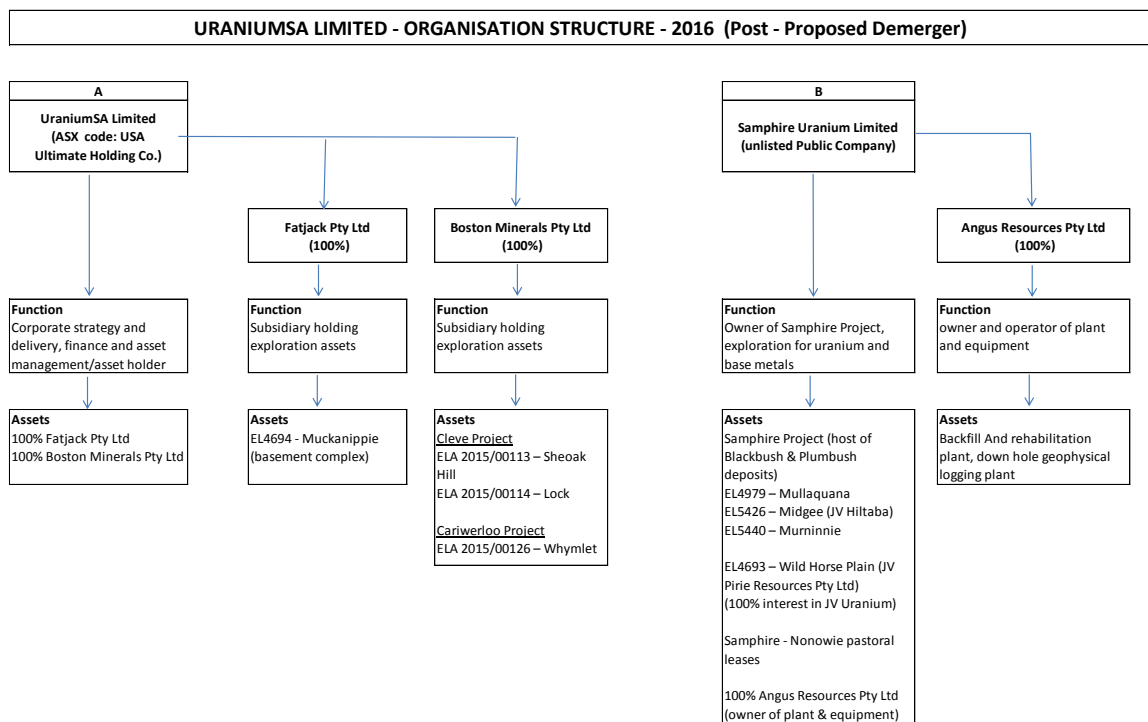 URANIUMSA LIMITED - ORGANISATION STRUCTURE - 2016 (Post - Proposed Demerger)
A
UraniumSA Limited
(ASX code: USA
Ultimate Holding Co.)
B
Samphire Uranium Limited
(unlisted Public Company)
Fatjack Pty Ltd
(100%)
Boston Minerals Pty Ltd
(100%)
Angus Resources Pty Ltd
(100%)
Function
Corporate strategy and
delivery, finance and asset
management/asset holder
Function
Subsidiary holding
exploration assets
Function
Subsidiary holding
exploration assets
Function
Owner of Samphire Project,
exploration for uranium and
base metals
Function
owner and operator of plant
and equipment
Assets
100% Fatjack Pty Ltd
100% Boston Minerals Pty Ltd
Assets
EL4694 - Muckanippie
(basement complex)
Assets
Cleve Project
ELA 2015/00113 – Sheoak
Hill
ELA 2015/00114 – Lock
Cariwerloo Project
ELA 2015/00126 – Whymlet
Assets
Samphire Project (host of
Blackbush & Plumbush
deposits)
EL4979 – Mullaquana
EL5426 – Midgee (JV Hiltaba)
EL5440 – Murninnie
EL4693 – Wild Horse Plain (JV
Pirie Resources Pty Ltd)
(100% interest in JV Uranium)
Samphire - Nonowie pastoral
leases
100% Angus Resources Pty Ltd
(owner of plant & equipment)
Assets
Backfill And rehabilitation
plant, down hole geophysical
logging plant